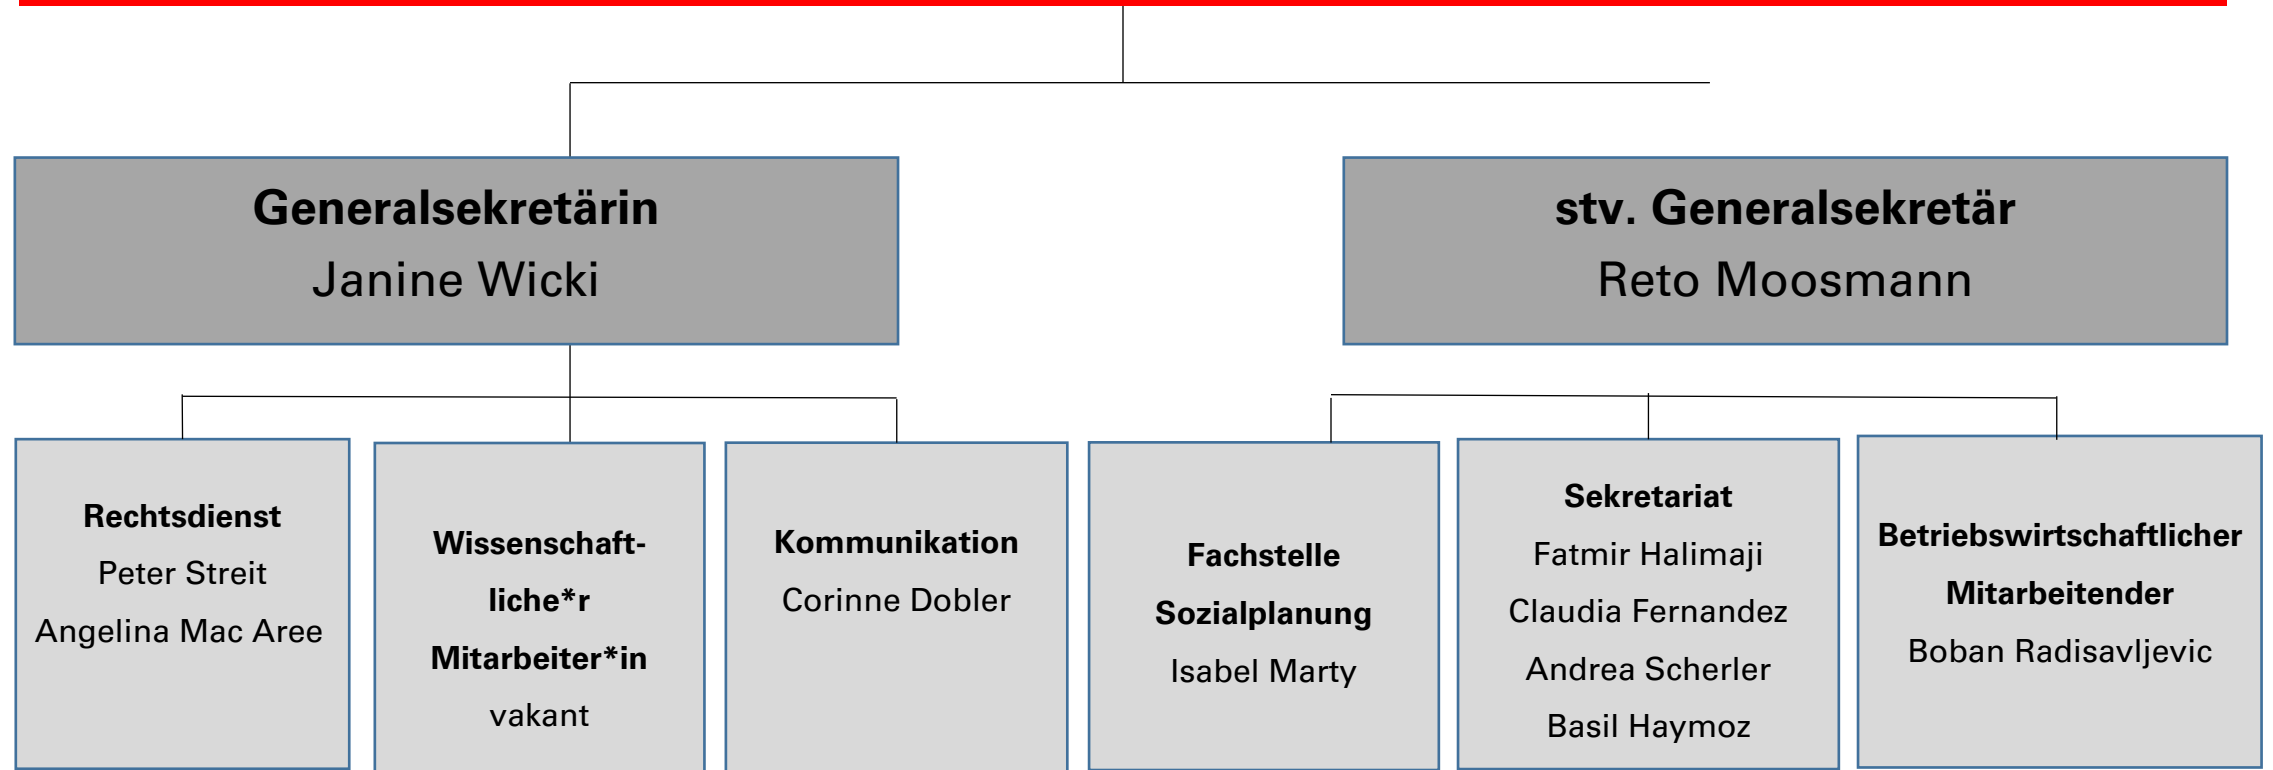 Generalsekretärin
Janine Wicki
stv. Generalsekretär
Reto Moosmann
Rechtsdienst
Peter Streit
Angelina Mac Aree
Wissenschaft-
liche*r
Mitarbeiter*in
vakant
Kommunikation
Corinne Dobler
Fachstelle
Sozialplanung
Isabel Marty
Sekretariat
Fatmir Halimaji
Claudia Fernandez
Andrea Scherler
Basil Haymoz
Betriebswirtschaftlicher
Mitarbeitender
Boban Radisavljevic